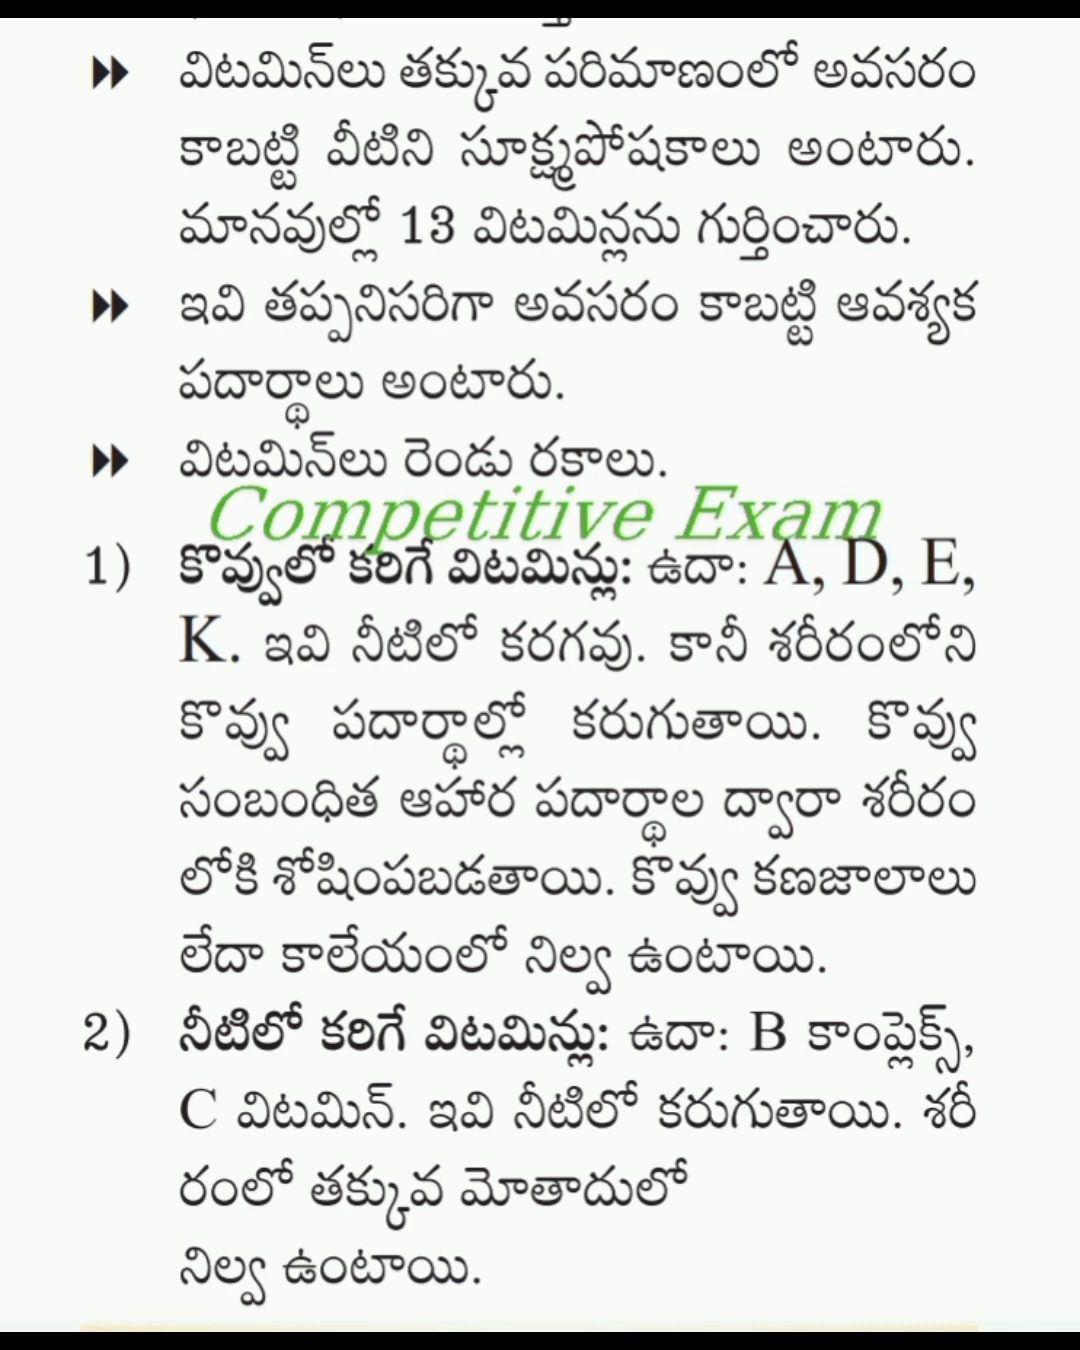 ▶▶ విటమిన్‌లు తక్కువ పరిమాణంలో అవసరం
కాబట్టి వీటిని సూక్ష్మపోషకాలు అంటారు.
మానవుల్లో 13 విటమిన్లను గుర్తించారు.
▶▶ ఇవి తప్పనిసరిగా అవసరం కాబట్టి ఆవశ్యక
పదార్థాలు అంటారు.
▶▶ విటమిన్‌లు రెండు రకాలు.
Competitive Exam
1) కొవ్వులో కరిగే విటమిన్లు: ఉదా: A, D, E,
K. ఇవి నీటిలో కరగవు. కానీ శరీరంలోని
కొవ్వు పదార్థాల్లో కరుగుతాయి. కొవ్వు
సంబంధిత ఆహార పదార్థాల ద్వారా శరీరం
లోకి శోషింపబడతాయి. కొవ్వు కణజాలాలు
లేదా కాలేయంలో నిల్వ ఉంటాయి.
2) నీటిలో కరిగే విటమిన్లు: ఉదా: B కాంప్లెక్స్,
C విటమిన్. ఇవి నీటిలో కరుగుతాయి. శరీ
రంలో తక్కువ మోతాదులో
నిల్వ ఉంటాయి.